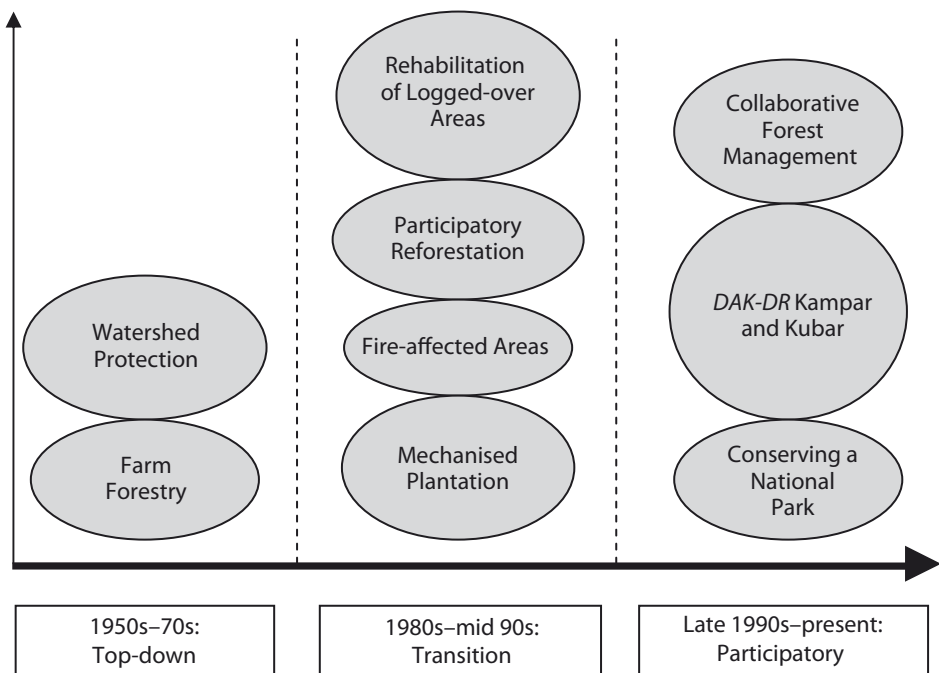 Watershed
Protection
Farm
Forestry
Rehabilitation
of Logged-over
Areas
Participatory
Reforestation
Fire-affected Areas
Mechanised
Plantation
Collaborative
Forest
Management
DAK-DR Kampar
and Kubar
Conserving a
National
Park
1950s–70s:
Top-down
1980s–mid 90s:
Transition
Late 1990s–present:
Participatory